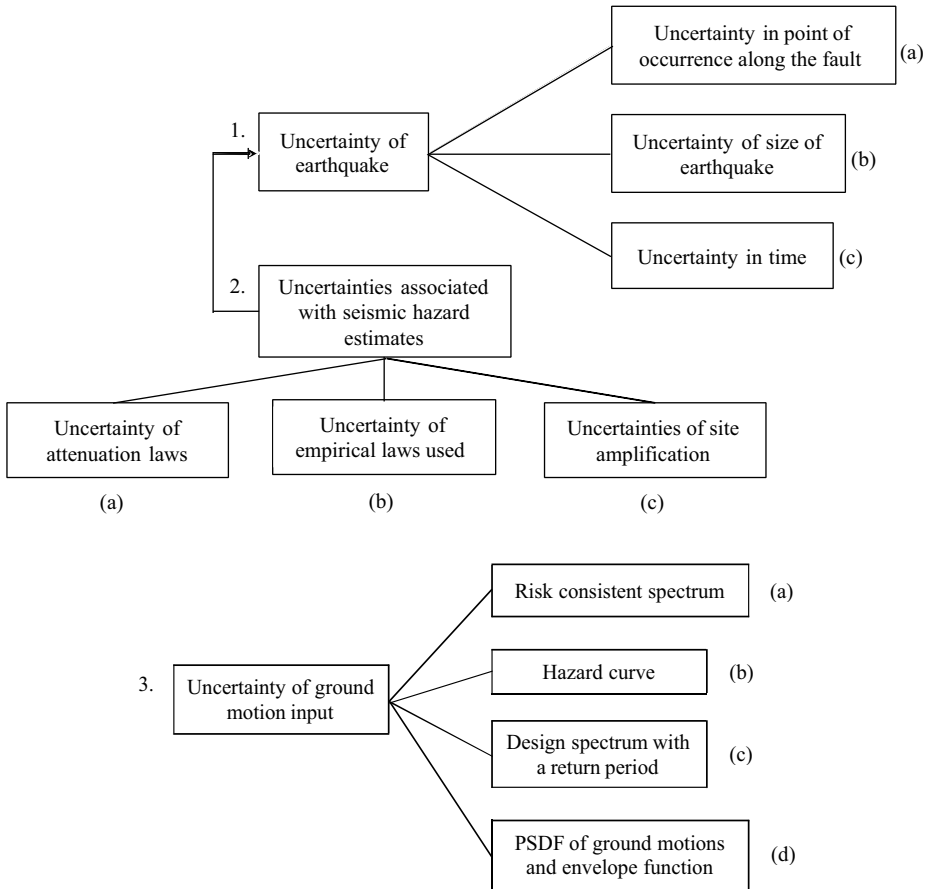 Uncertainty in point of
occurrence along the fault
(a)
1.
Uncertainty of
earthquake
Uncertainty of size of
earthquake
(b)
Uncertainty in time
(c)
2.
Uncertainties associated
with seismic hazard
estimates
Uncertainty of
attenuation laws
(a)
Uncertainty of
empirical laws used
(b)
Uncertainties of site
amplification
(c)
3.
Uncertainty of ground
motion input
Risk consistent spectrum
(a)
Hazard curve
(b)
Design spectrum with
a return period
(c)
PSDF of ground motions
and envelope function
(d)